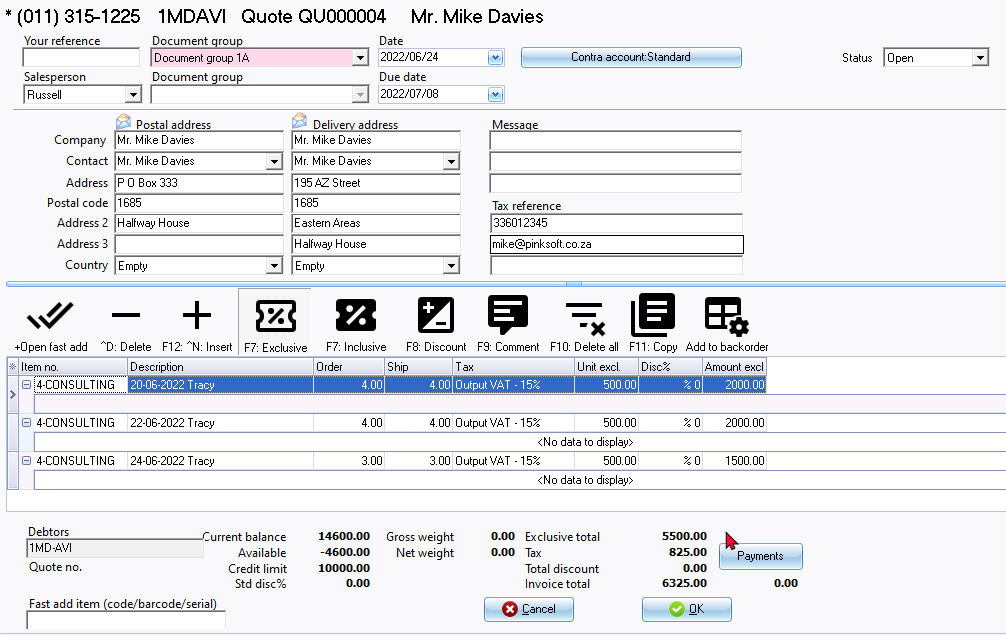 * (011) 315-1225 1MDAVI Quote QU000004 Mr. Mike Davies
Your reference Document group Date
Document group 1A 2022/06/24 Contra account:Standard Status Open
Salesperson Document group Due date
Russell 2022/07/08
Postal address Delivery address Message
Company Mr. Mike Davies Mr. Mike Davies
Contact Mr. Mike Davies Mr. Mike Davies
Address P O Box 333 195 AZ Street
Postal code 1685 1685 Tax reference
Address 2 Halfway House Eastern Areas 336012345
Address 3 Halfway House mike@pinksoft.co.za
Country Empty Empty
+Open fast add ^D: Delete F12: ^N: Insert F7: Exclusive F7: Inclusive F8: Discount F9: Comment F10: Delete all F11: Copy Add to backorder
Item no. Description Order Ship Tax Unit excl. Disc% Amount excl
4-CONSULTING 20-06-2022 Tracy 4.00 4.00 Output VAT - 15% 500.00 % 0 2000.00
4-CONSULTING 22-06-2022 Tracy 4.00 4.00 Output VAT - 15% 500.00 % 0 2000.00
<No data to display>
4-CONSULTING 24-06-2022 Tracy 3.00 3.00 Output VAT - 15% 500.00 % 0 1500.00
<No data to display>
Debtors Current balance 14600.00 Gross weight 0.00 Exclusive total 5500.00
1MD-AVI Available -4600.00 Net weight 0.00 Tax 825.00 Payments
Quote no. Credit limit 10000.00 Total discount 0.00
Std disc% 0.00 Invoice total 6325.00 0.00
Fast add item (code/barcode/serial) Cancel OK